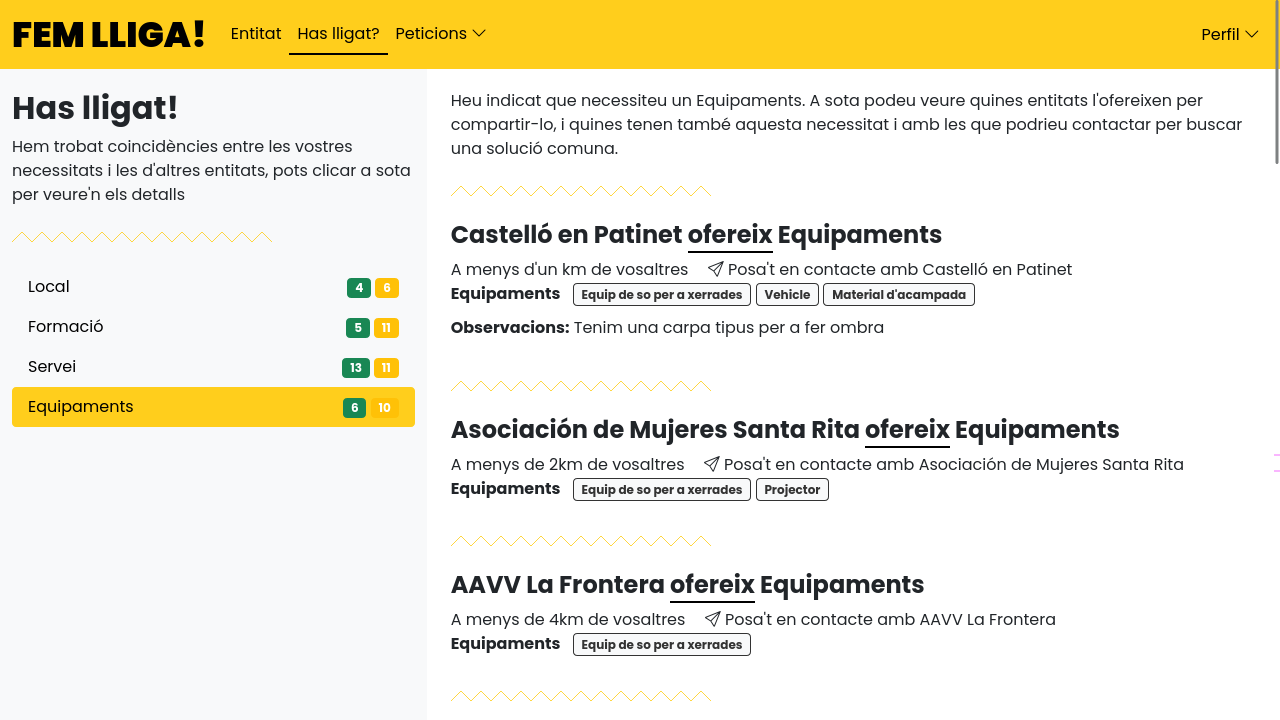 FEM LLIGA!
Entitat Has lligat? Peticions
Perfil
Has lligat!
Hem trobat coincidències entre les vostres
necessitats i les d'altres entitats, pots clicar a sota
per veure'n els detalls
Local 4 6
Formació 5 11
Servei 13 11
Equipaments 6 10
Heu indicat que necessiteu un Equipaments. A sota podeu veure quines entitats l'ofereixen per
compartir-lo, i quines tenen també aquesta necessitat i amb les que podrieu contactar per buscar
una solució comuna.
Castelló en Patinet ofereix Equipaments
A menys d'un km de vosaltres Posa't en contacte amb Castelló en Patinet
Equipaments Equip de so per a xerrades Vehicle Material d'acampada
Observacions: Tenim una carpa tipus per a fer ombra
Asociación de Mujeres Santa Rita ofereix Equipaments
A menys de 2km de vosaltres Posa't en contacte amb Asociación de Mujeres Santa Rita
Equipaments Equip de so per a xerrades Projector
AAVV La Frontera ofereix Equipaments
A menys de 4km de vosaltres Posa't en contacte amb AAVV La Frontera
Equipaments Equip de so per a xerrades